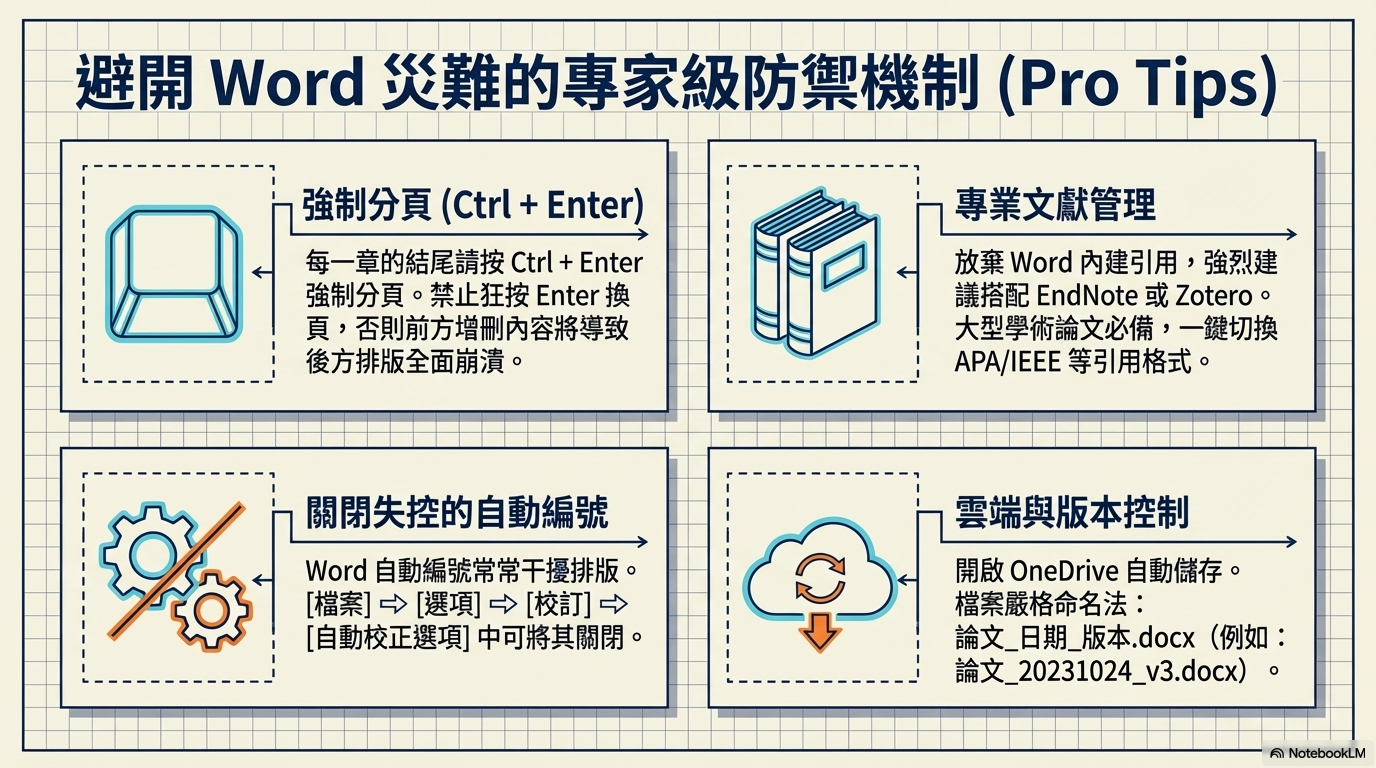 避開 Word 災難的專家級防禦機制 (Pro Tips)
強制分頁 (Ctrl + Enter)
每一章的結尾請按 Ctrl + Enter
強制分頁。禁止狂按 Enter 換
頁，否則前方增刪內容將導致
後方排版全面崩潰。
專業文獻管理
放棄 Word 內建引用，強烈建
議搭配 EndNote 或 Zotero。
大型學術論文必備，一鍵切換
APA/IEEE 等引用格式。
關閉失控的自動編號
Word 自動編號常常干擾排版。
[檔案] ⇨ [選項] ⇨ [校訂] ⇨
[自動校正選項] 中可將其關閉。
雲端與版本控制
開啟 OneDrive 自動儲存。
檔案嚴格命名法：
論文_日期_版本.docx（例如：
論文_20231024_v3.docx）。
NotebookLM